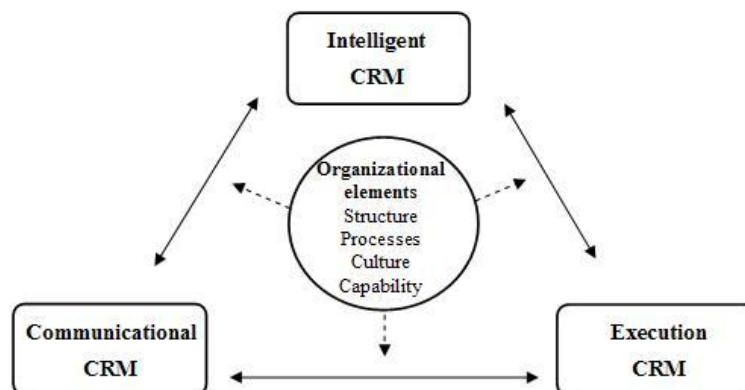 Intelligent
CRM
Organizational
elements
Structure
Processes
Culture
Capability
Communicational
CRM
Execution
CRM